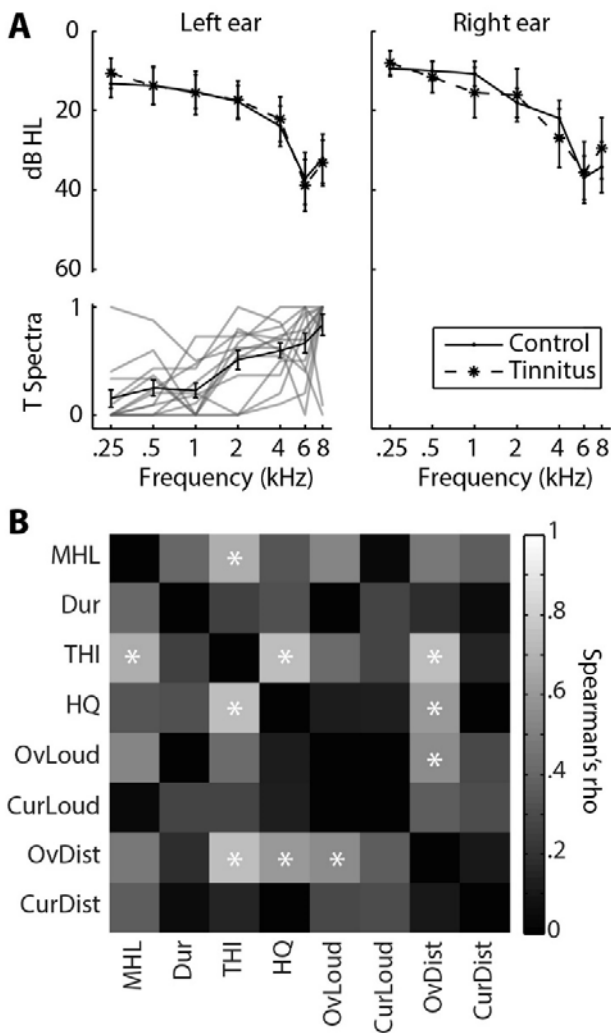 A
Left ear
Right ear
dB HL
0
20
40
60
T Spectra
1
0
.25 .5 1 2 4 6 8
Frequency (kHz)
.25 .5 1 2 4 6 8
Frequency (kHz)
Control
Tinnitus
B
MHL
Dur
THI
HQ
OvLoud
CurLoud
OvDist
CurDist
* 
* * *
* *
*
* * *
MHL Dur THI HQ OvLoud CurLoud OvDist CurDist
1
.8
.6
.4
.2
0
Spearman's rho